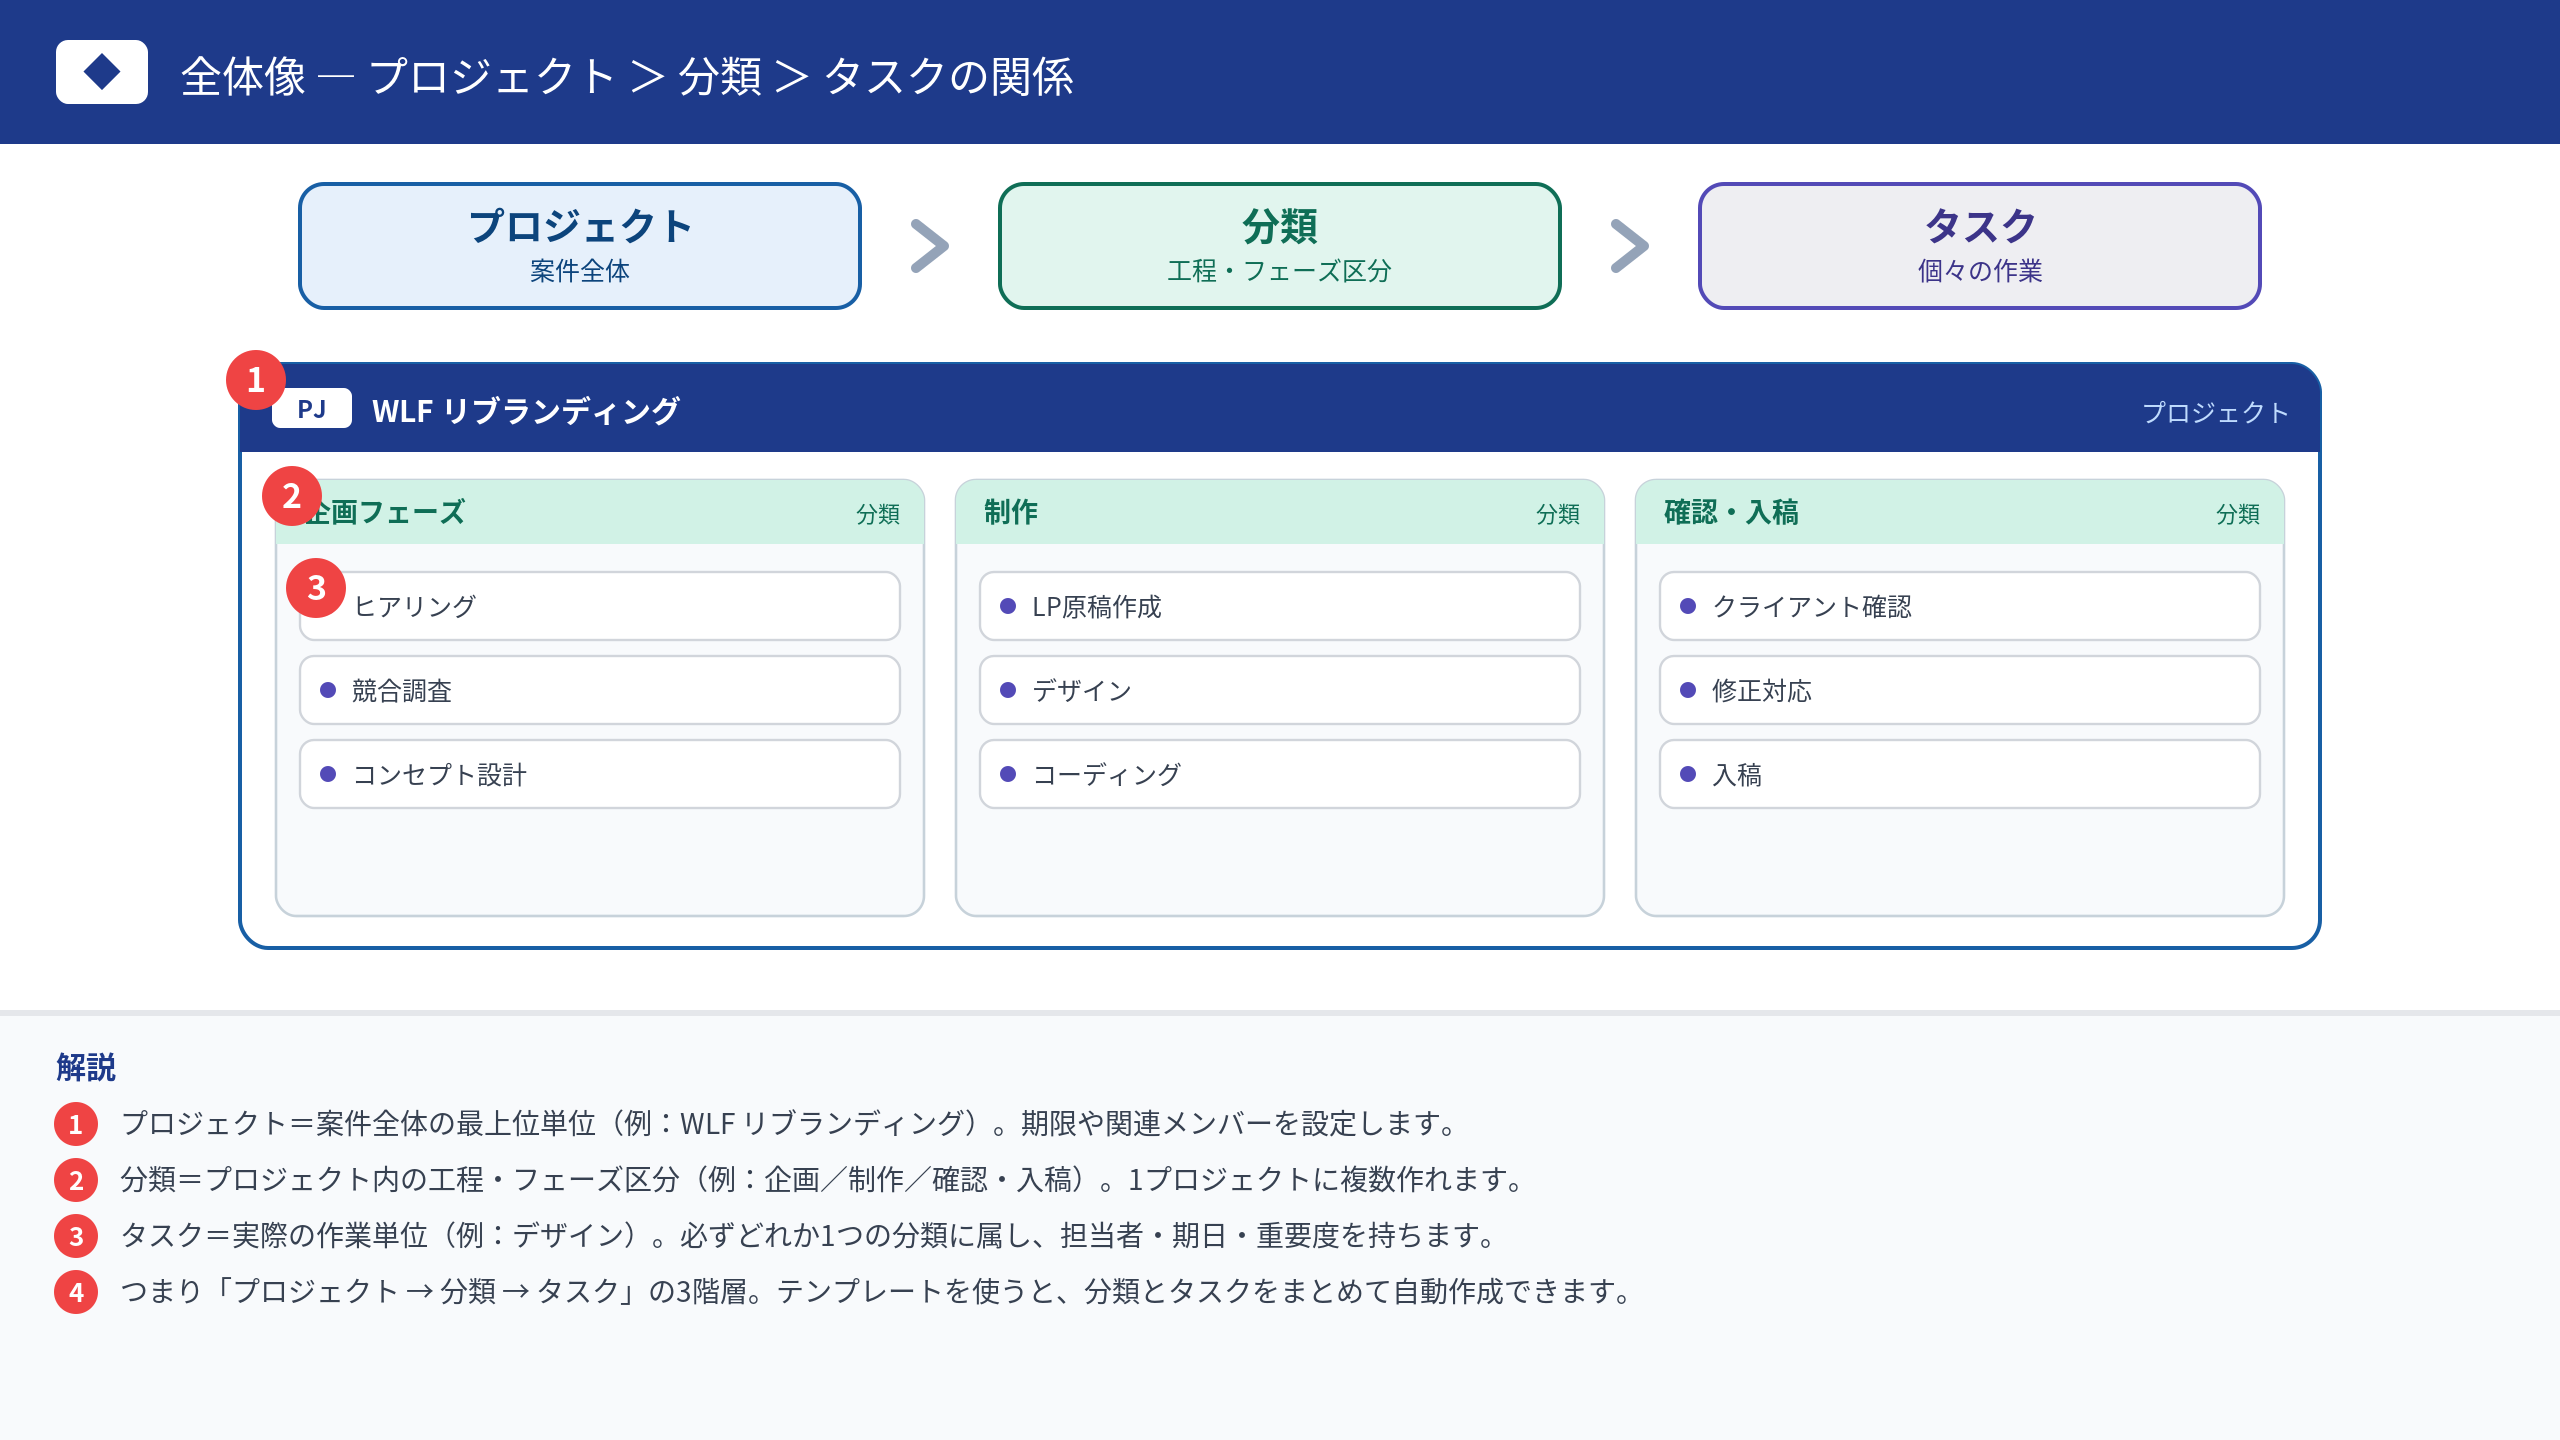 全体像 — プロジェクト ＞ 分類 ＞ タスクの関係
プロジェクト
案件全体
分類
工程・フェーズ区分
タスク
個々の作業
1
PJ WLF リブランディング
プロジェクト
2
企画フェーズ 分類
3
ヒアリング
競合調査
コンセプト設計
制作 分類
LP原稿作成
デザイン
コーディング
確認・入稿 分類
クライアント確認
修正対応
入稿
解説
1 プロジェクト＝案件全体の最上位単位（例：WLF リブランディング）。期限や関連メンバーを設定します。
2 分類＝プロジェクト内の工程・フェーズ区分（例：企画／制作／確認・入稿）。1プロジェクトに複数作れます。
3 タスク＝実際の作業単位（例：デザイン）。必ずどれか1つの分類に属し、担当者・期日・重要度を持ちます。
4 つまり「プロジェクト → 分類 → タスク」の3階層。テンプレートを使うと、分類とタスクをまとめて自動作成できます。